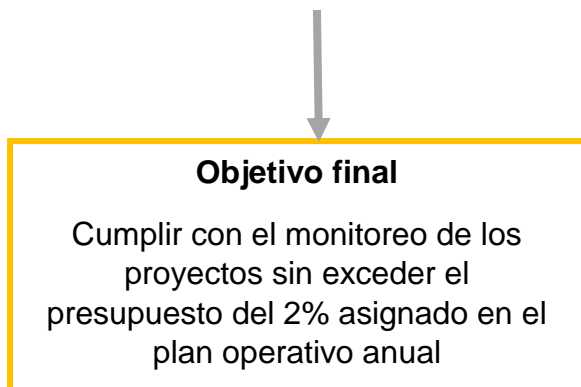 Objetivo final
Cumplir con el monitoreo de los
proyectos sin exceder el
presupuesto del 2% asignado en el
plan operativo anual